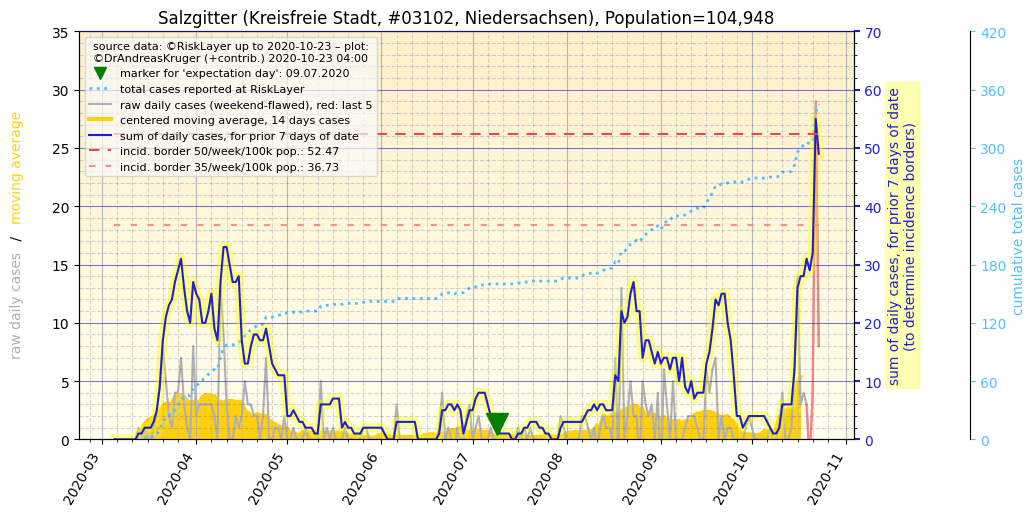 Salzgitter (Kreisfreie Stadt, #03102, Niedersachsen), Population=104,948
source data: ©RiskLayer up to 2020-10-23 – plot:
©DrAndreasKruger (+contrib.) 2020-10-23 04:00
marker for 'expectation day': 09.07.2020
total cases reported at RiskLayer
raw daily cases (weekend-flawed), red: last 5
centered moving average, 14 days cases
sum of daily cases, for prior 7 days of date
incid. border 50/week/100k pop.: 52.47
incid. border 35/week/100k pop.: 36.73
raw daily cases / moving average
35
30
25
20
15
10
5
0
70
60
50
40
30
20
10
0
sum of daily cases, for prior 7 days of date
(to determine incidence borders)
420
360
300
240
180
120
60
0
cumulative total cases
2020-03
2020-04
2020-05
2020-06
2020-07
2020-08
2020-09
2020-10
2020-11